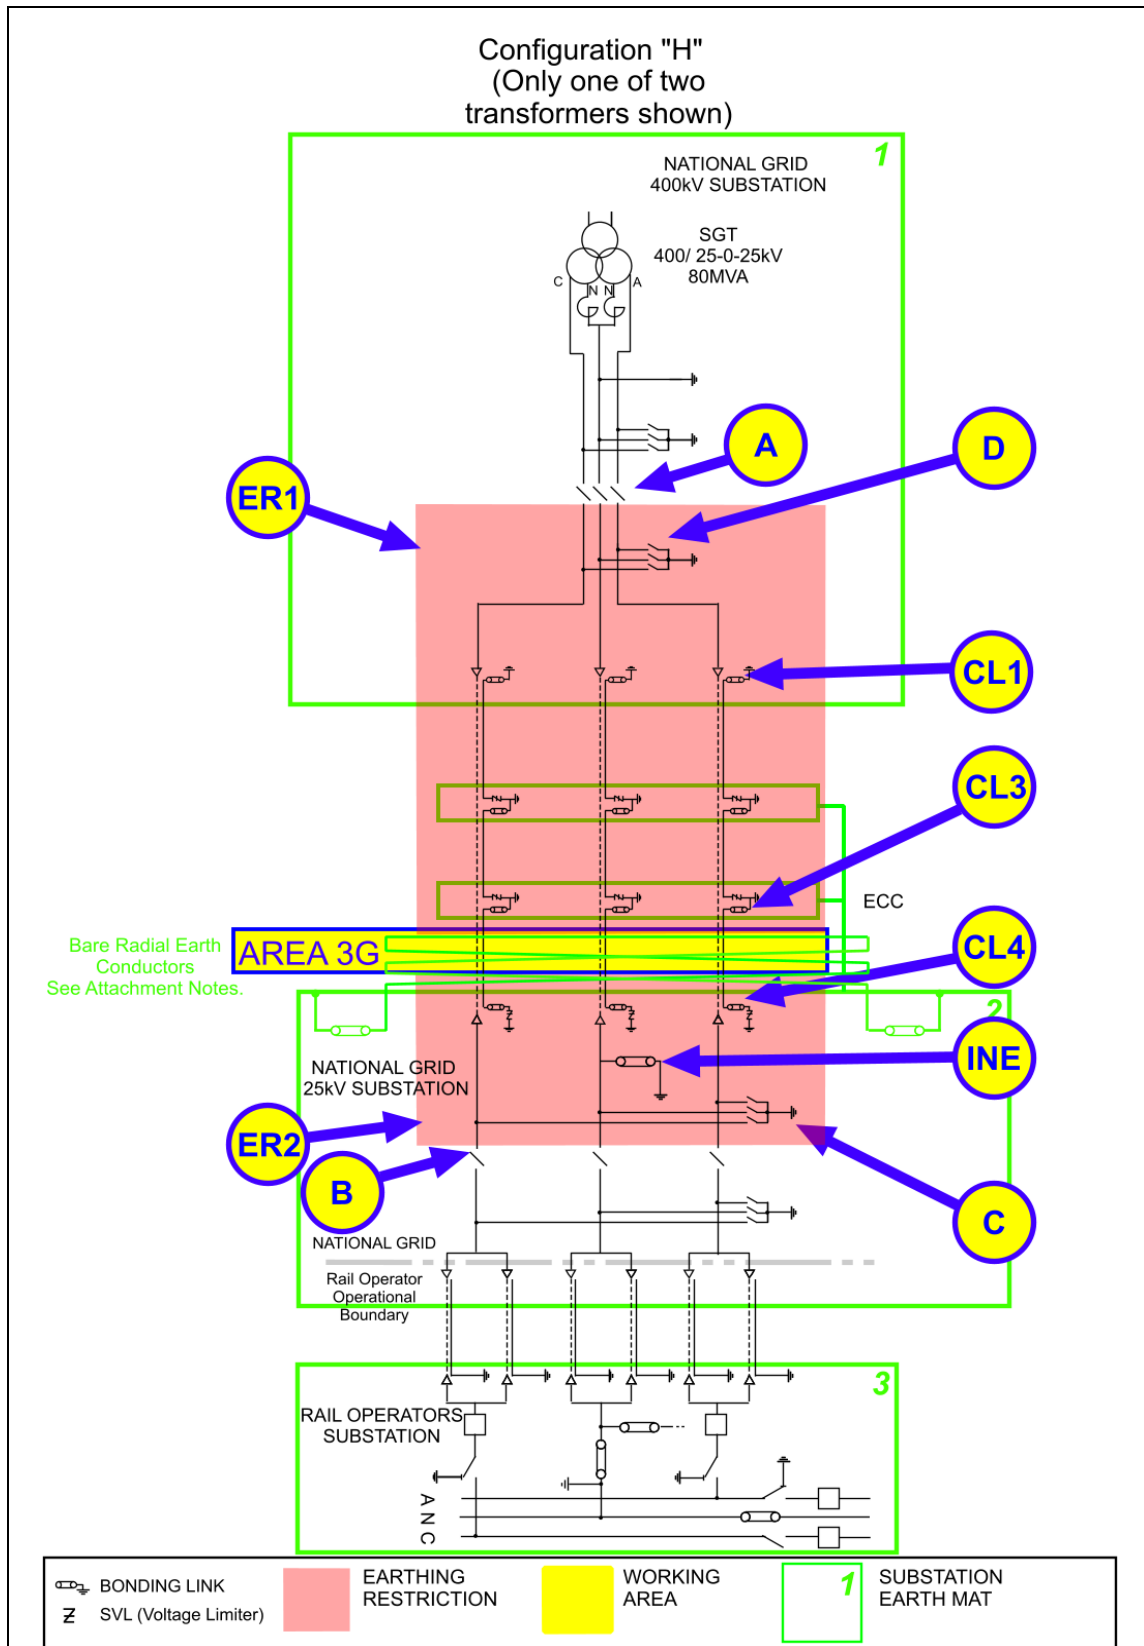 Configuration "H"
(Only one of two
transformers shown)
1
NATIONAL GRID
400kV SUBSTATION
SGT
400/ 25-0-25kV
80MVA
C
N
N
A
A
D
ER1
CL1
CL3
ECC
Bare Radial Earth
Conductors
See Attachment Notes.
AREA 3G
CL4
2
NATIONAL GRID
25kV SUBSTATION
INE
ER2
B
C
NATIONAL GRID
Rail Operator
Operational
Boundary
3
RAIL OPERATORS
SUBSTATION
A
N
C
BONDING LINK
SVL (Voltage Limiter)
EARTHING
RESTRICTION
WORKING
AREA
1
SUBSTATION
EARTH MAT